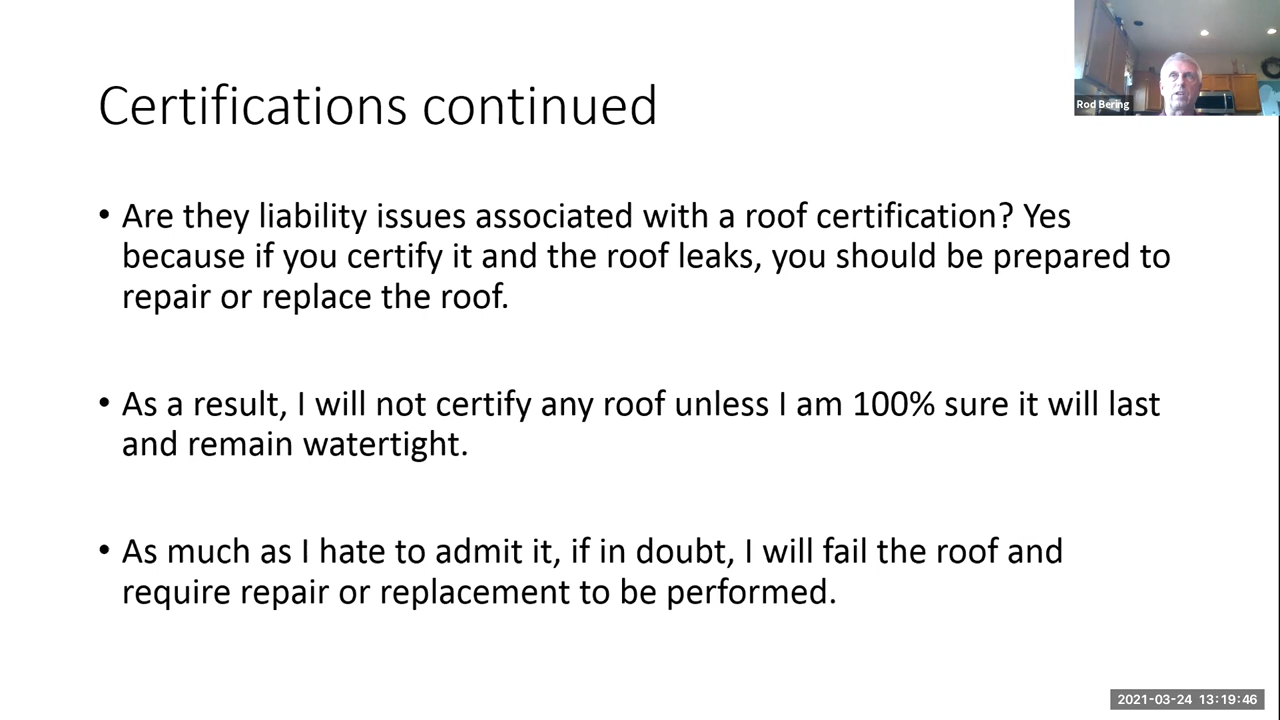 Certifications continued
Rod Bering
• Are they liability issues associated with a roof certification? Yes
because if you certify it and the roof leaks, you should be prepared to
repair or replace the roof.
• As a result, I will not certify any roof unless I am 100% sure it will last
and remain watertight.
• As much as I hate to admit it, if in doubt, I will fail the roof and
require repair or replacement to be performed.
2021-03-24 13:19:46